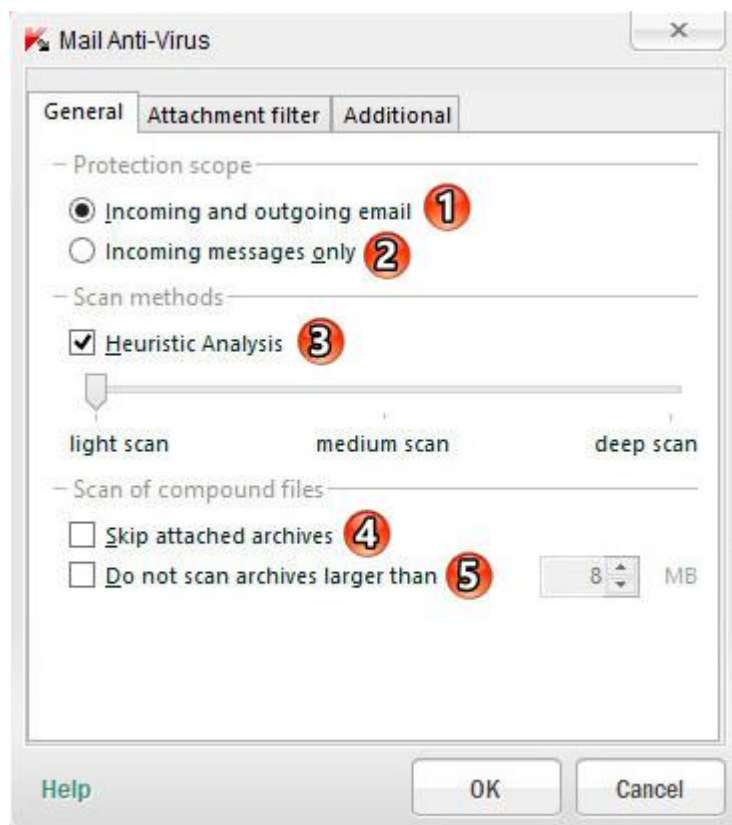 Mail Anti-Virus
General Attachment filter Additional
Protection scope
Incoming and outgoing email 1
Incoming messages only 2
Scan methods
Heuristic Analysis 3
light scan medium scan deep scan
Scan of compound files
Skip attached archives 4
Do not scan archives larger than 5 8 MB
Help OK Cancel